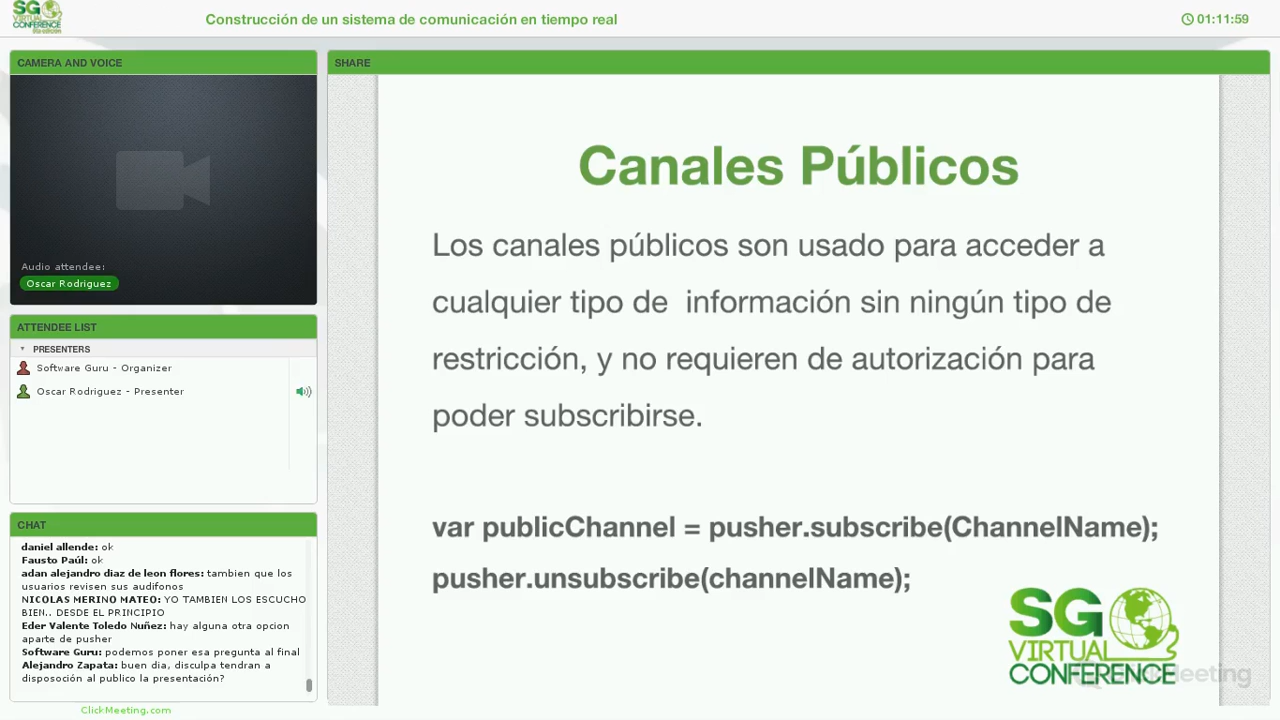 SG
VIRTUAL
CONFERENCE
Construcción de un sistema de comunicación en tiempo real
01:11:59
CAMERA AND VOICE
Audio attendee:
Oscar Rodriguez
ATTENDEE LIST
PRESENTERS
Software Guru - Organizer
Oscar Rodriguez - Presenter
CHAT
daniel allende: ok
Fausto Paúl: ok
adan alejandro diaz de leon flores: tambien que los
usuarios revisen sus audifonos
NICOLAS MERINO MATEO: YO TAMBIEN LOS ESCUCHO
BIEN.. DESDE EL PRINCIPIO
Eder Valente Toledo Nuñez: hay alguna otra opcion
aparte de pusher
Software Guru: podemos poner esa pregunta al final
Alejandro Zapata: buen dia, disculpa tendran a
disposoción al publico la presentación?
ClickMeeting.com
SHARE
Canales Públicos
Los canales públicos son usado para acceder a
cualquier tipo de información sin ningún tipo de
restricción, y no requieren de autorización para
poder subscribirse.
var publicChannel = pusher.subscribe(ChannelName);
pusher.unsubscribe(channelName);
SG
VIRTUAL
CONFERENCE